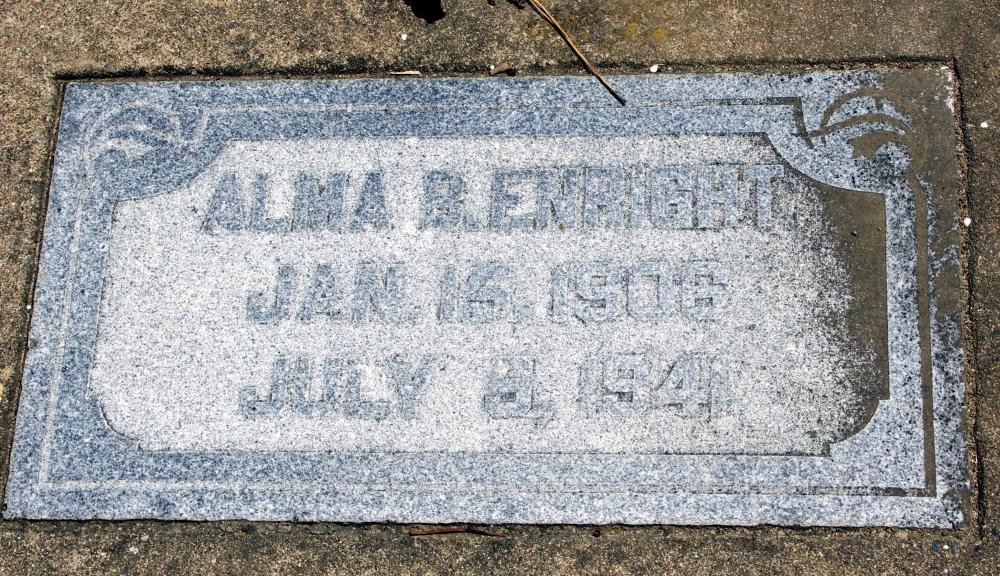 ALMA B. ENRIGHT
JAN. 15, 1906
JULY 8, 1941